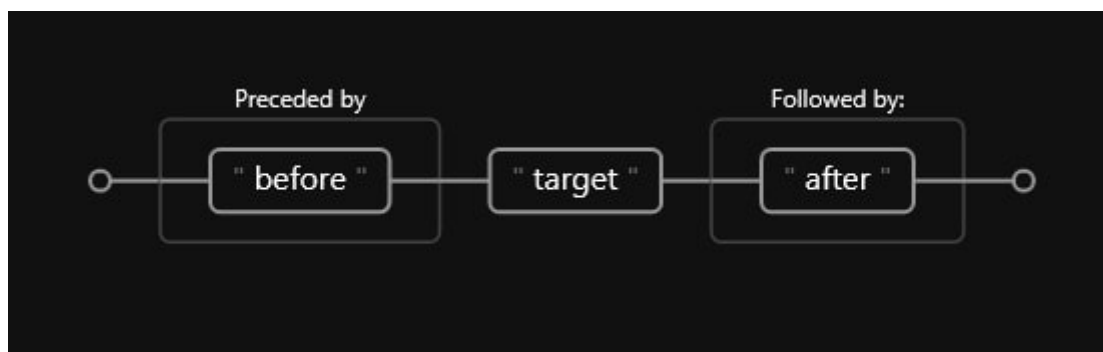 Preceded by
Followed by:
" before "
" target "
" after "